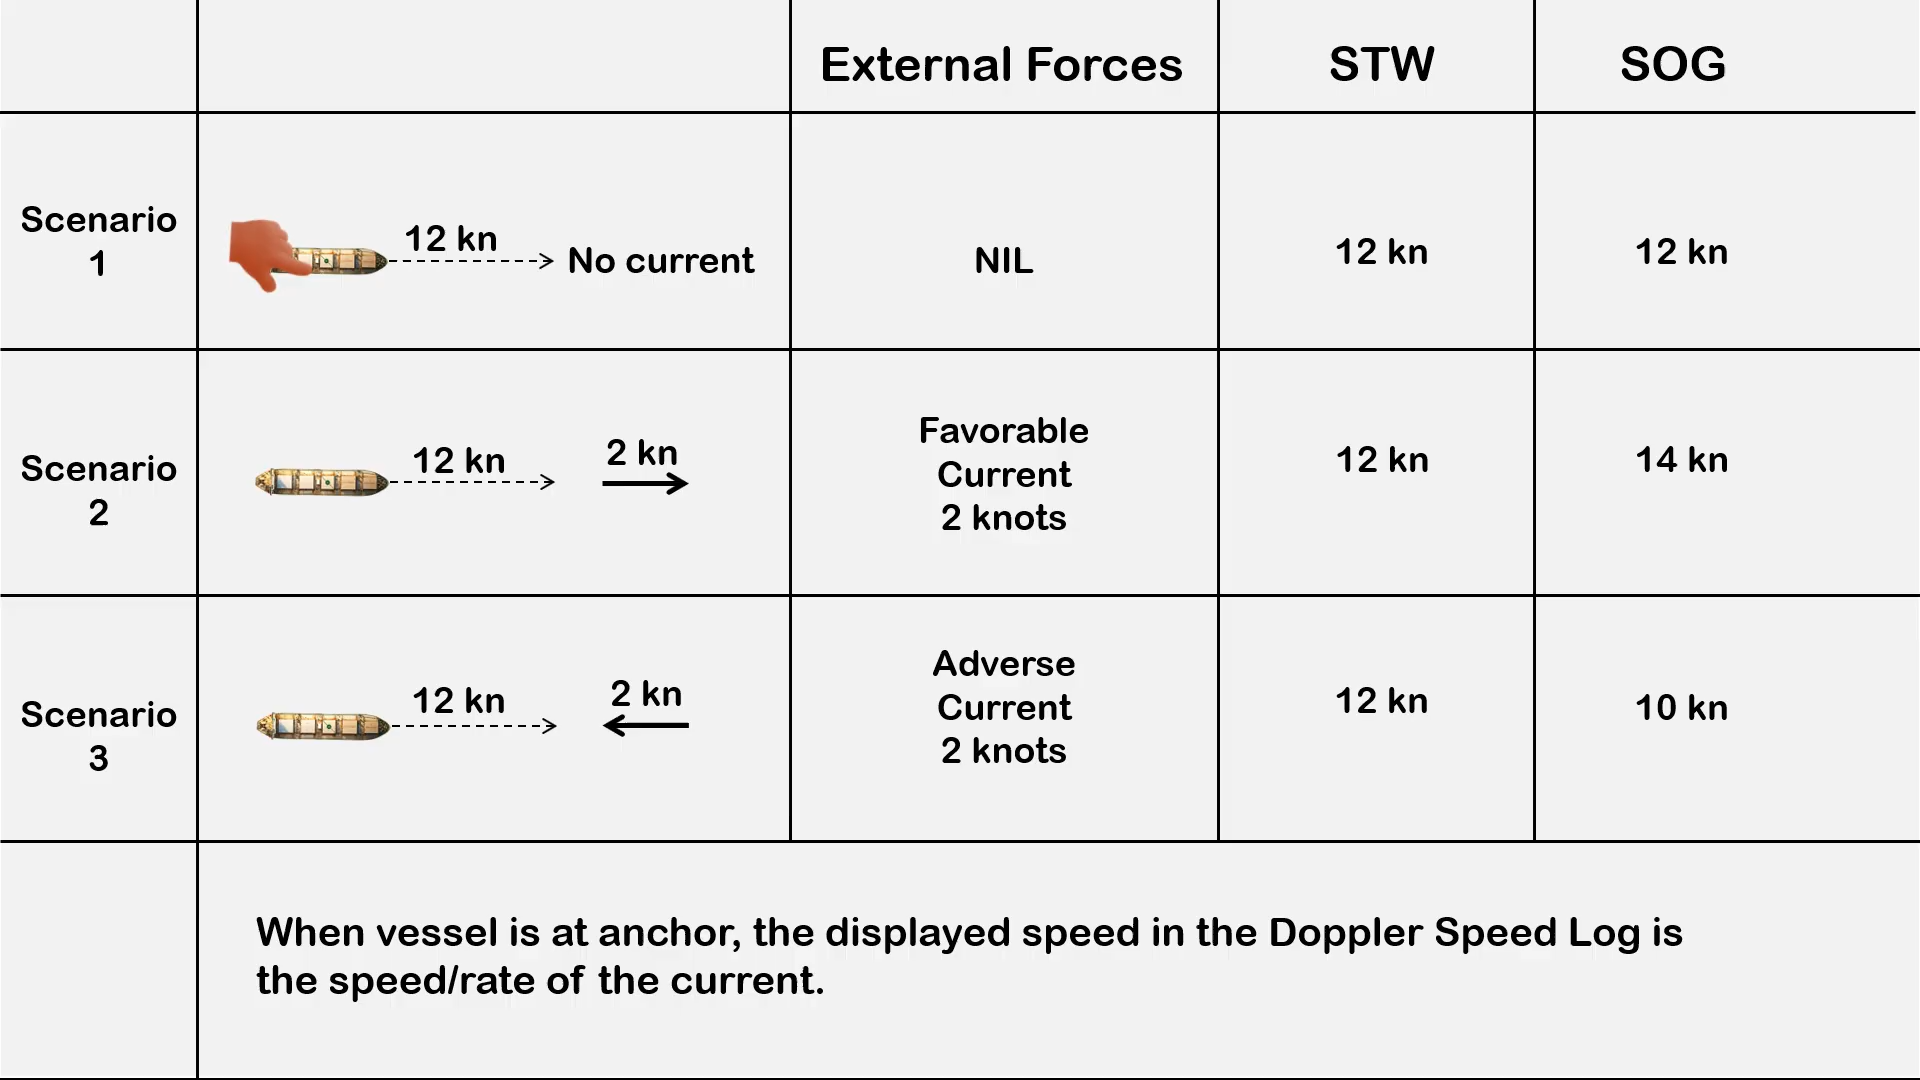 External Forces
STW
SOG
Scenario
1
12 kn
No current
NIL
12 kn
12 kn
Scenario
2
12 kn
2 kn
Favorable
Current
2 knots
12 kn
14 kn
Scenario
3
12 kn
2 kn
Adverse
Current
2 knots
12 kn
10 kn
When vessel is at anchor, the displayed speed in the Doppler Speed Log is
the speed/rate of the current.